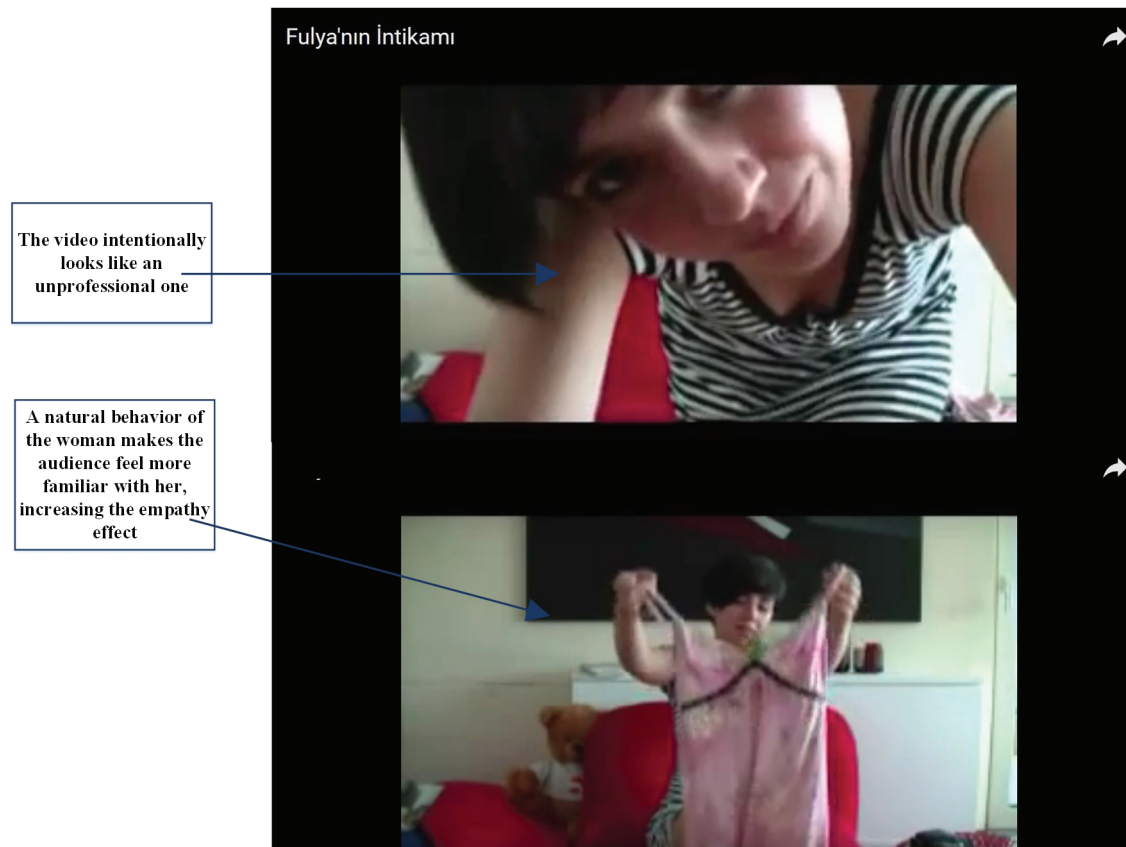 Fulya'nın İntikamı
The video intentionally
looks like an
unprofessional one
A natural behavior of
the woman makes the
audience feel more
familiar with her,
increasing the empathy
effect